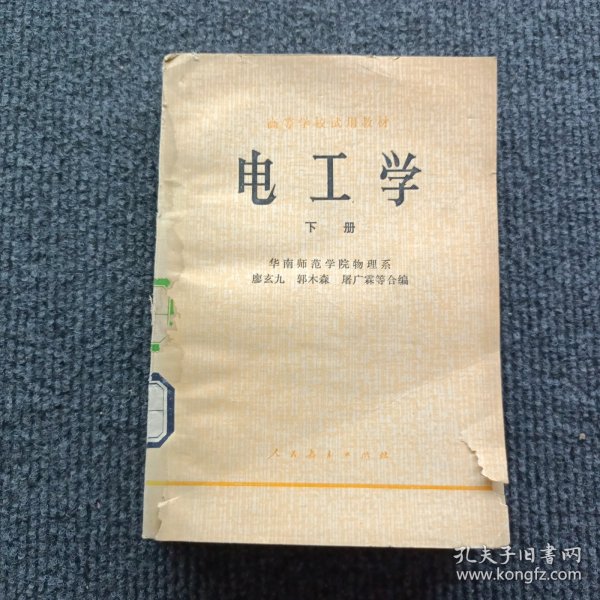 高等学校试用教材
电工学
下册
华南师范学院物理系
廖玄九 郭木森 屠广霖等合编
人民教育出版社
孔夫子旧书网
www.kongfz.com